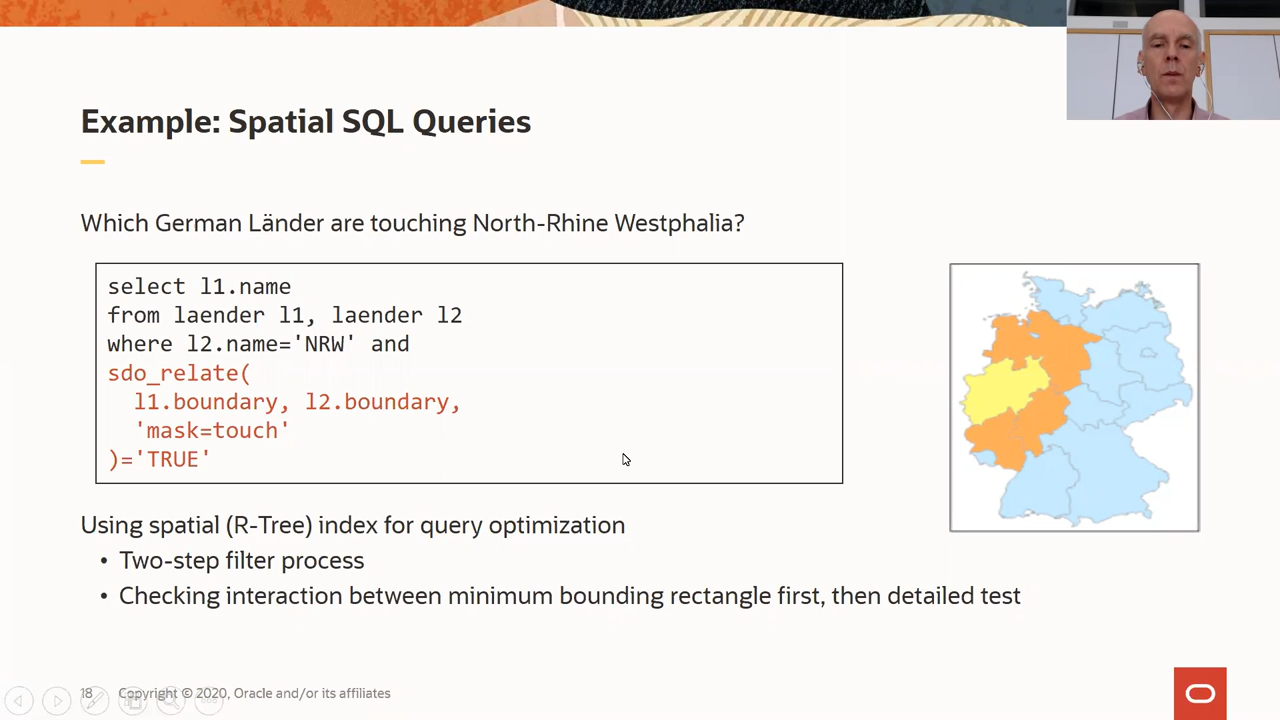 Example: Spatial SQL Queries
Which German Länder are touching North-Rhine Westphalia?
select l1.name
from laender l1, laender l2
where l2.name='NRW' and
sdo_relate(
l1.boundary, l2.boundary,
'mask=touch'
)='TRUE'
Using spatial (R-Tree) index for query optimization
• Two-step filter process
• Checking interaction between minimum bounding rectangle first, then detailed test
18 Copyright © 2020, Oracle and/or its affiliates